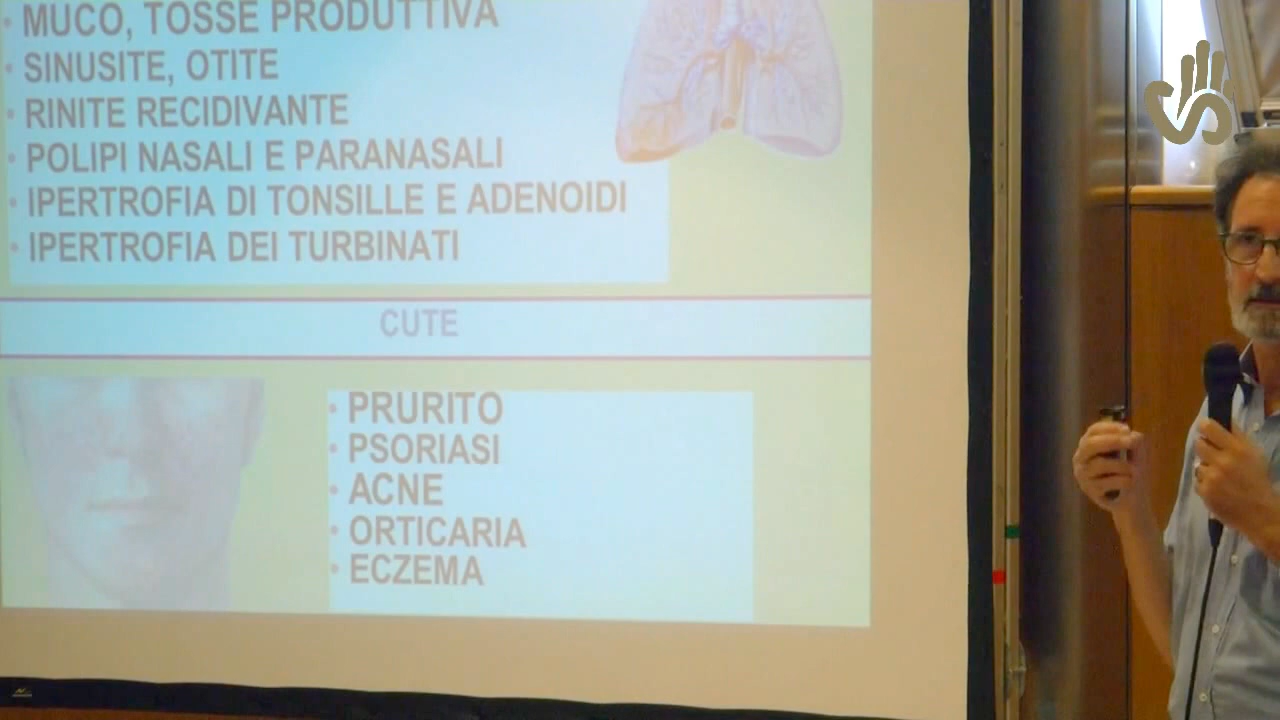 • MUCO, TOSSE PRODUTTIVA
• SINUSITE, OTITE
• RINITE RECIDIVANTE
• POLIPI NASALI E PARANASALI
• IPERTROFIA DI TONSILLE E ADENOIDI
• IPERTROFIA DEI TURBINATI
CUTE
• PRURITO
• PSORIASI
• ACNE
• ORTICARIA
• ECZEMA